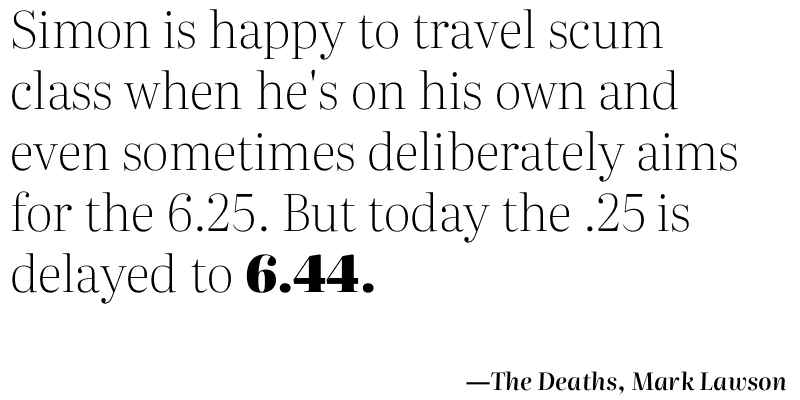 Simon is happy to travel scum
class when he's on his own and
even sometimes deliberately aims
for the 6.25. But today the .25 is
delayed to 6.44.
—The Deaths, Mark Lawson